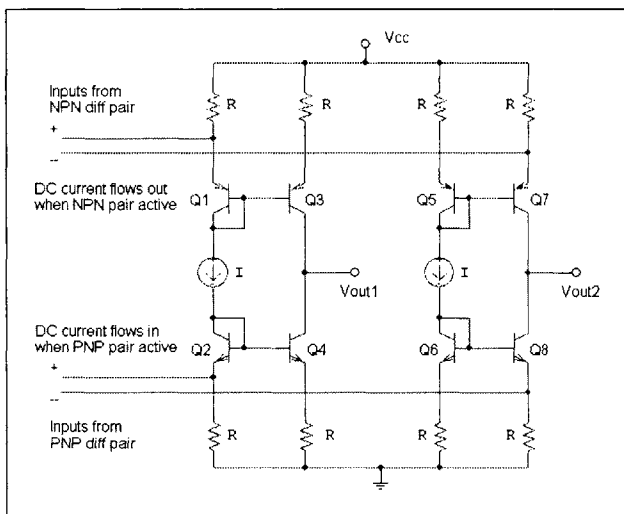 Vcc
Inputs from
NPN diff pair
+
--
R
R
R
R
DC current flows out
when NPN pair active
Q1
Q3
Q5
Q7
I
I
Vout1
Vout2
DC current flows in
when PNP pair active
+
--
Q2
Q4
Q6
Q8
Inputs from
PNP diff pair
R
R
R
R